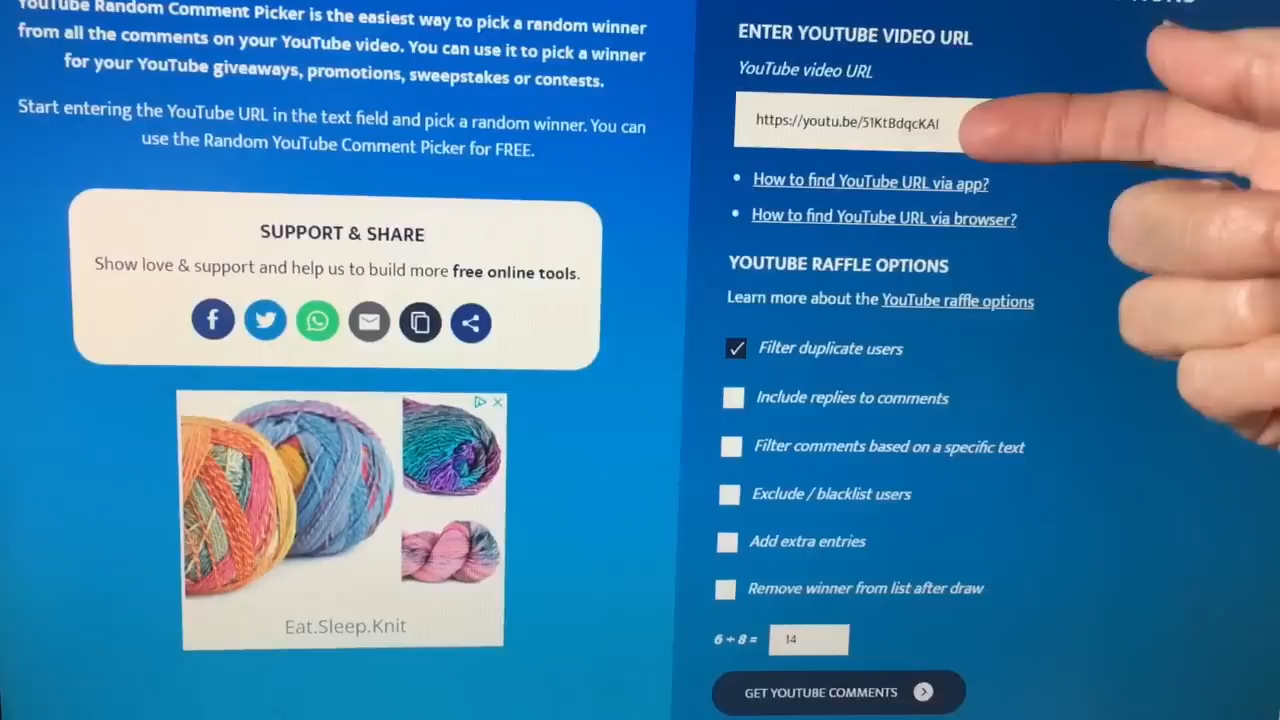 YouTube Random Comment Picker is the easiest way to pick a random winner
from all the comments on your YouTube video. You can use it to pick a winner
for your YouTube giveaways, promotions, sweepstakes or contests.
Start entering the YouTube URL in the text field and pick a random winner. You can
use the Random YouTube Comment Picker for FREE.
SUPPORT & SHARE
Show love & support and help us to build more free online tools.
Eat.Sleep.Knit
ENTER YOUTUBE VIDEO URL
YouTube video URL
https://youtu.be/51KtBdqcKAI
How to find YouTube URL via app?
How to find YouTube URL via browser?
YOUTUBE RAFFLE OPTIONS
Learn more about the YouTube raffle options
Filter duplicate users
Include replies to comments
Filter comments based on a specific text
Exclude / blacklist users
Add extra entries
Remove winner from list after draw
6 + 8 = 14
GET YOUTUBE COMMENTS